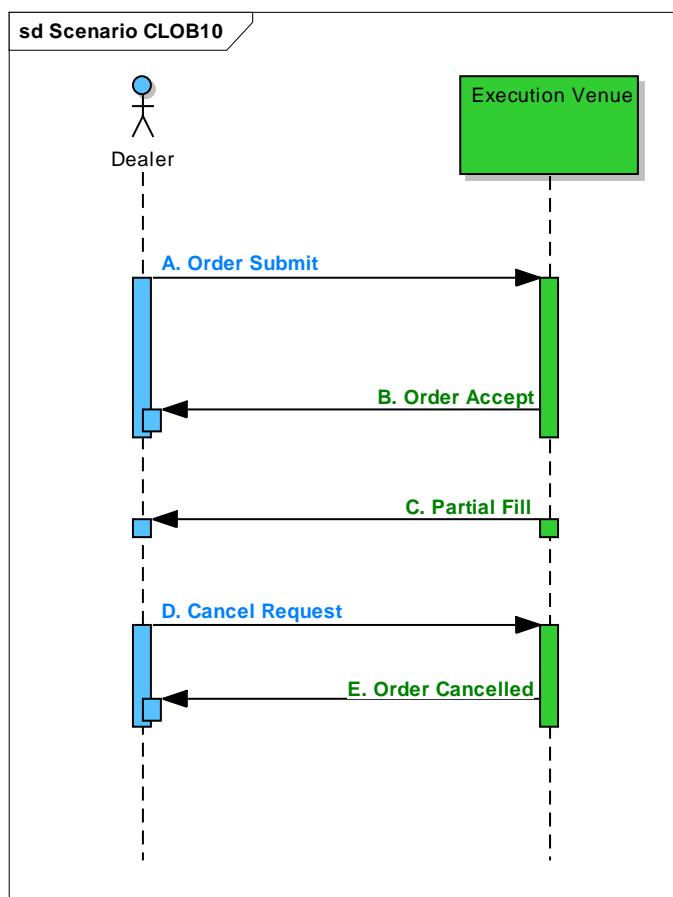 sd Scenario CLOB10
Execution Venue
Dealer
A. Order Submit
B. Order Accept
C. Partial Fill
D. Cancel Request
E. Order Cancelled